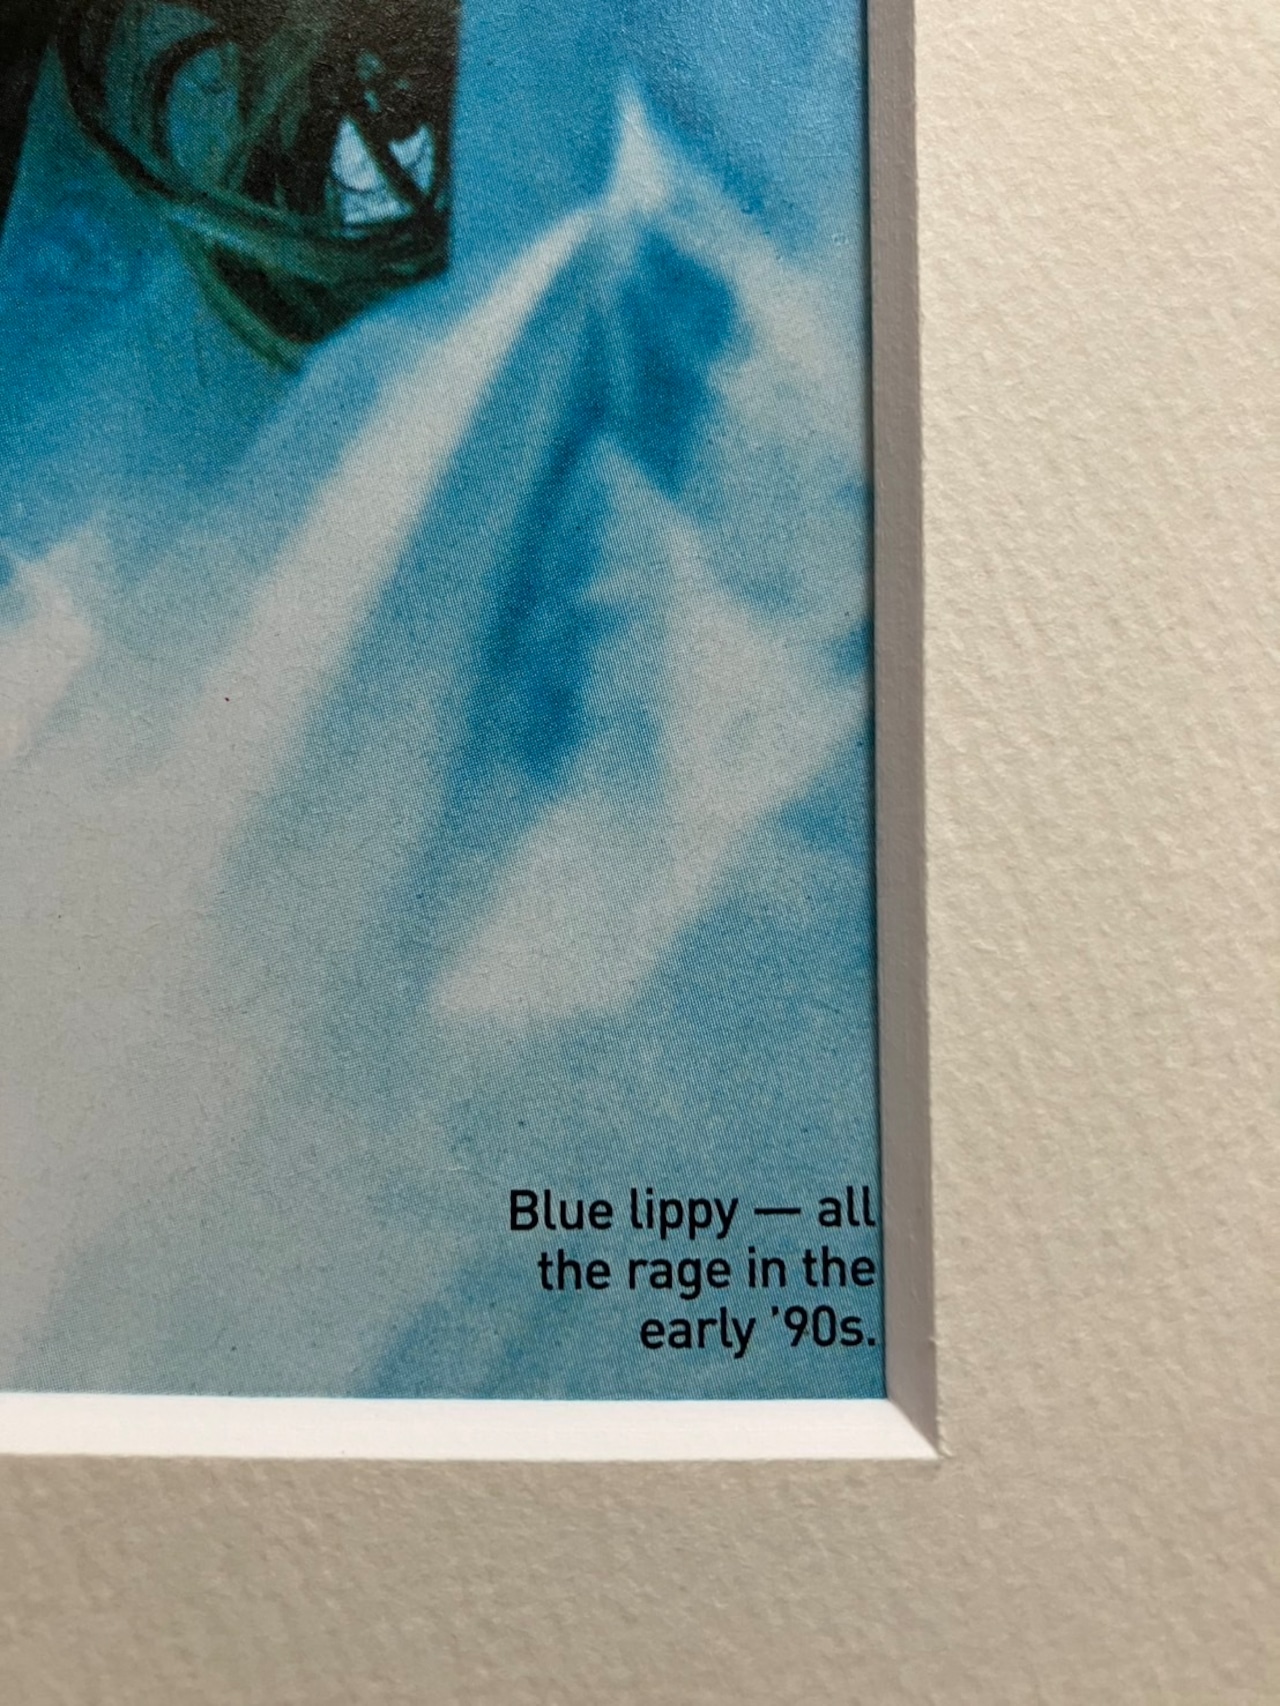 Blue lippy — all
the rage in the
early ’90s.